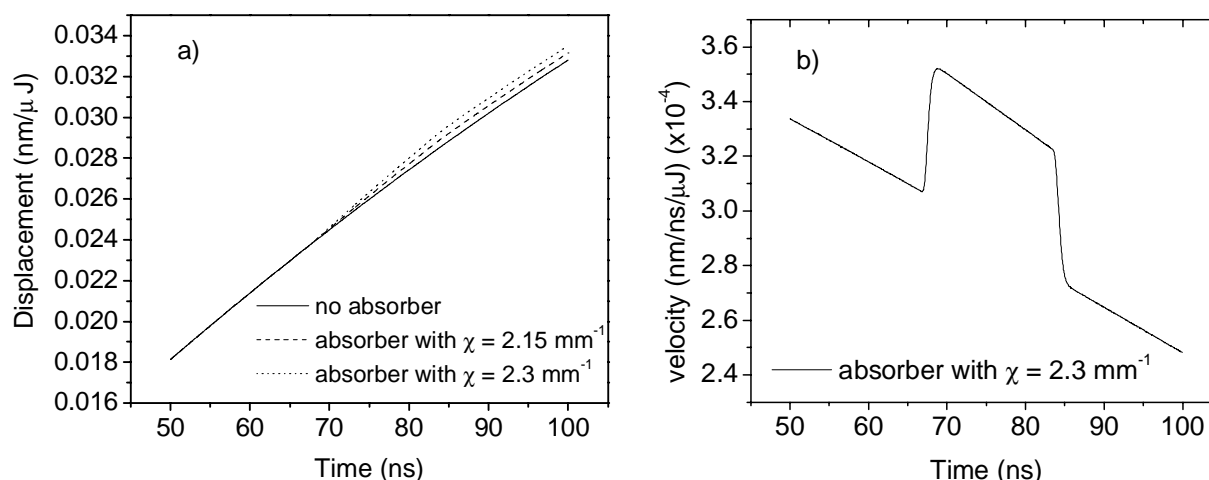 a)
Displacement (nm/μJ)
0.034
0.032
0.030
0.028
0.026
0.024
0.022
0.020
0.018
0.016
no absorber
absorber with χ = 2.15 mm-1
absorber with χ = 2.3 mm-1
50 60 70 80 90 100
Time (ns)
b)
velocity (nm/ns/μJ) (x10-4)
3.6
3.4
3.2
3.0
2.8
2.6
2.4
absorber with χ = 2.3 mm-1
50 60 70 80 90 100
Time (ns)